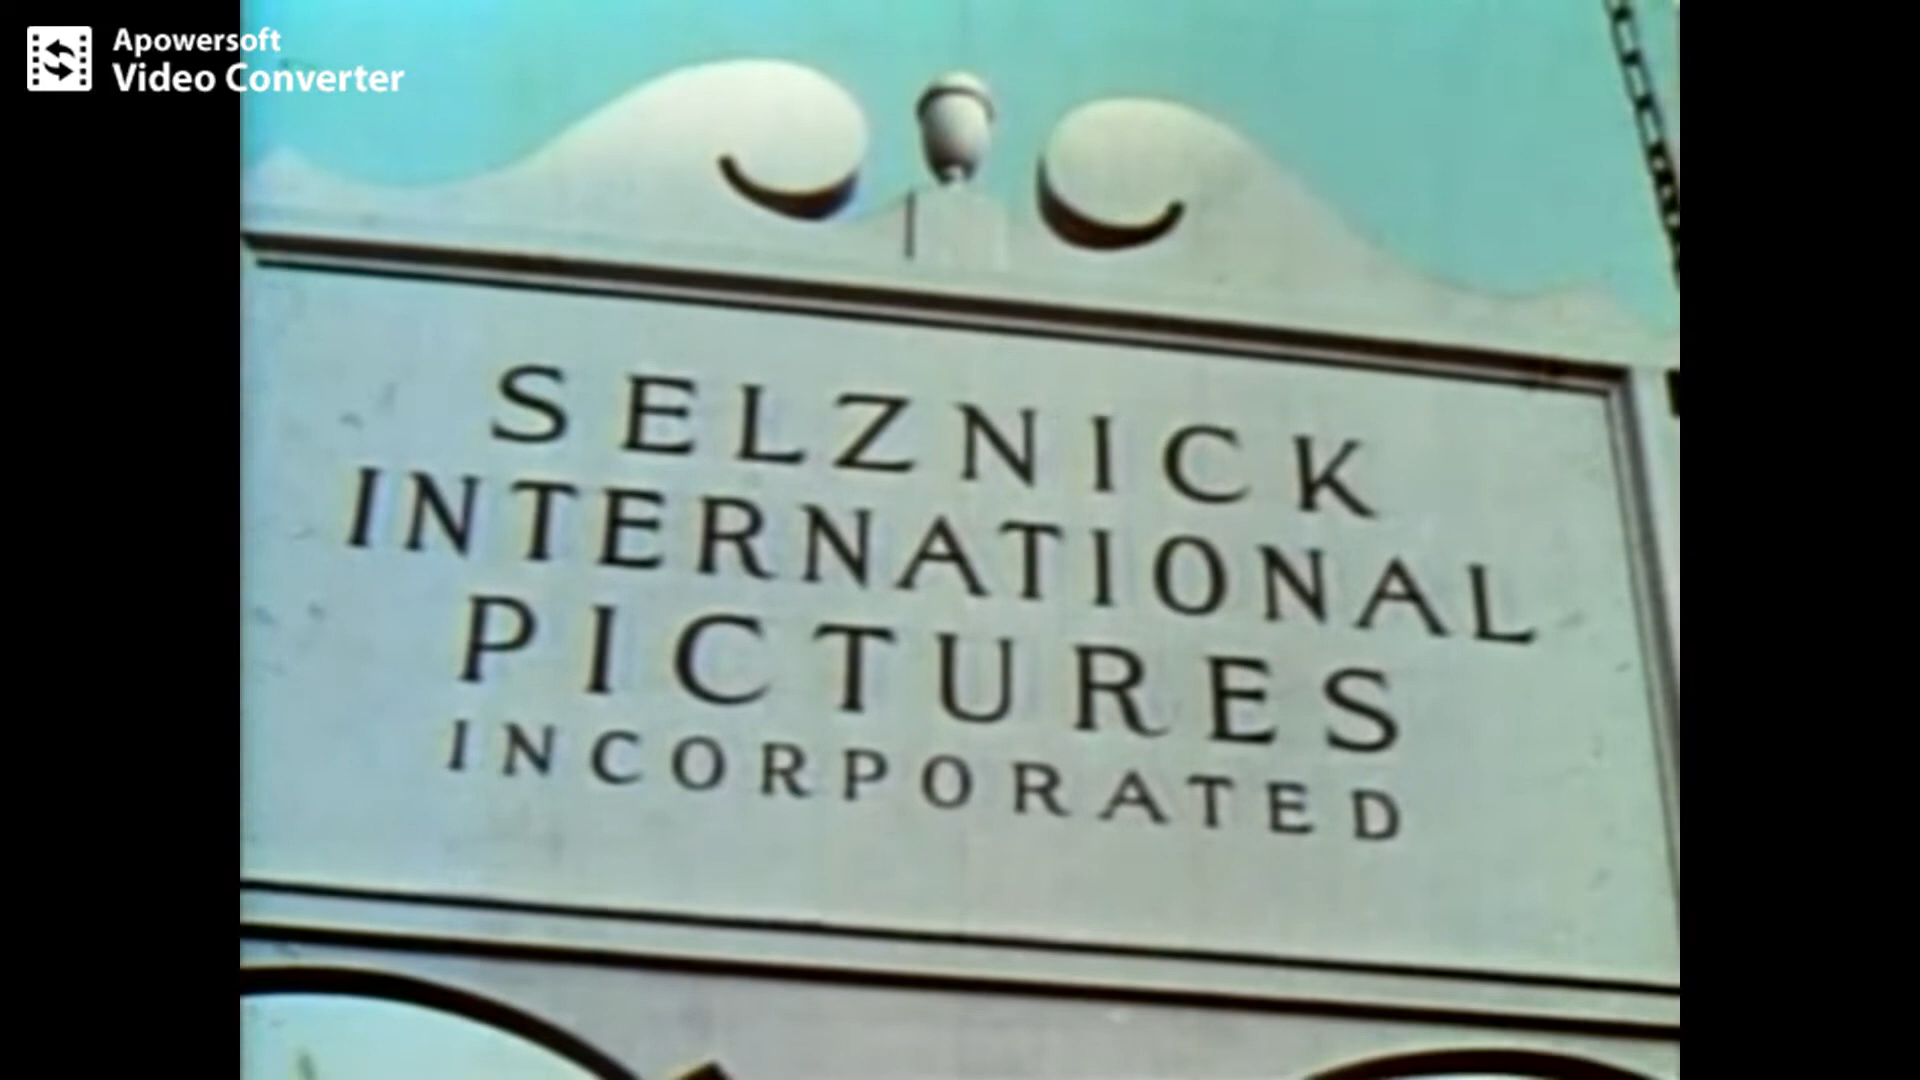 Apowersoft
Video Converter
SELZNICK
INTERNATIONAL
PICTURES
INCORPORATED